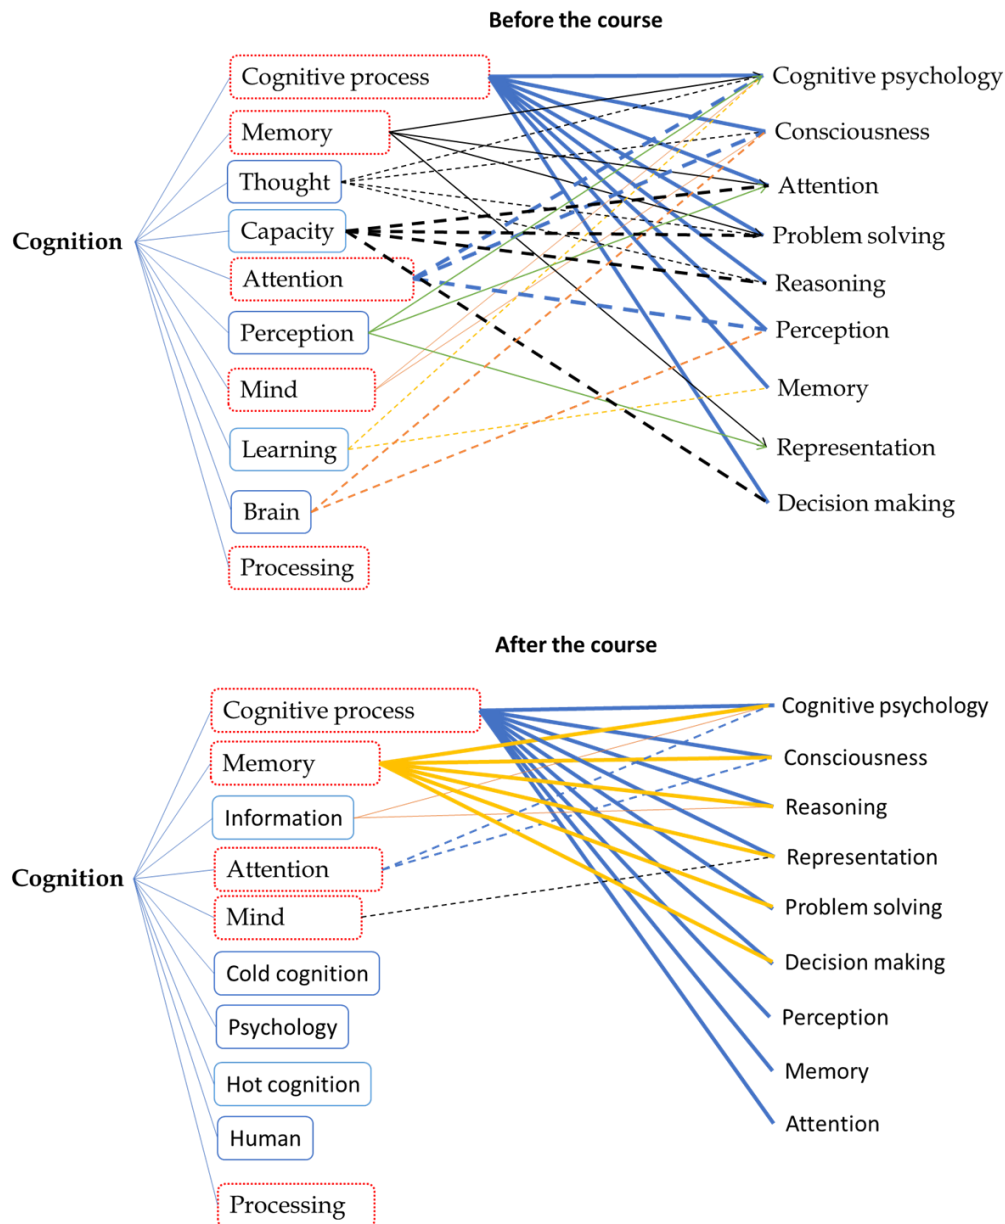 Before the course
Cognition
Cognitive process
Memory
Thought
Capacity
Attention
Perception
Mind
Learning
Brain
Processing
Cognitive psychology
Consciousness
Attention
Problem solving
Reasoning
Perception
Memory
Representation
Decision making
After the course
Cognition
Cognitive process
Memory
Information
Attention
Mind
Cold cognition
Psychology
Hot cognition
Human
Processing
Cognitive psychology
Consciousness
Reasoning
Representation
Problem solving
Decision making
Perception
Memory
Attention